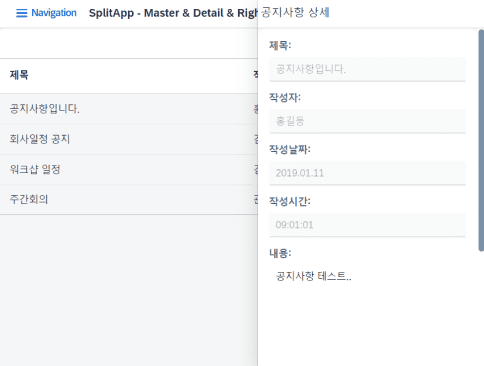 Navigation SplitApp - Master & Detail & Righ
제목
공지사항입니다.
회사일정 공지
워크샵 일정
주간회의
공지사항 상세
제목:
공지사항입니다.
작성자:
홍길동
작성날짜:
2019.01.11
작성시간:
09:01:01
내용:
공지사항 테스트..